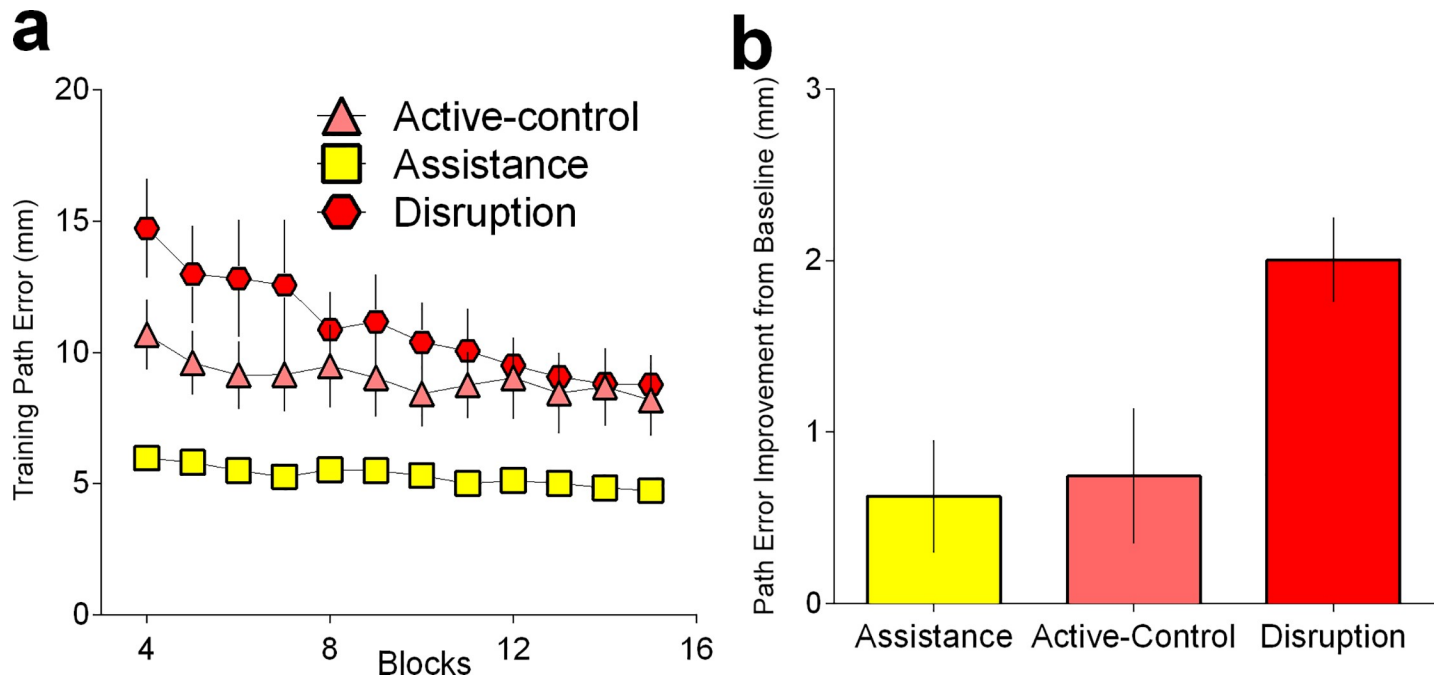 a
Training Path Error (mm)
20
15
10
5
0
Active-control
Assistance
Disruption
4
8
12
16
Blocks
b
Path Error Improvement from Baseline (mm)
3
2
1
0
Assistance
Active-Control
Disruption